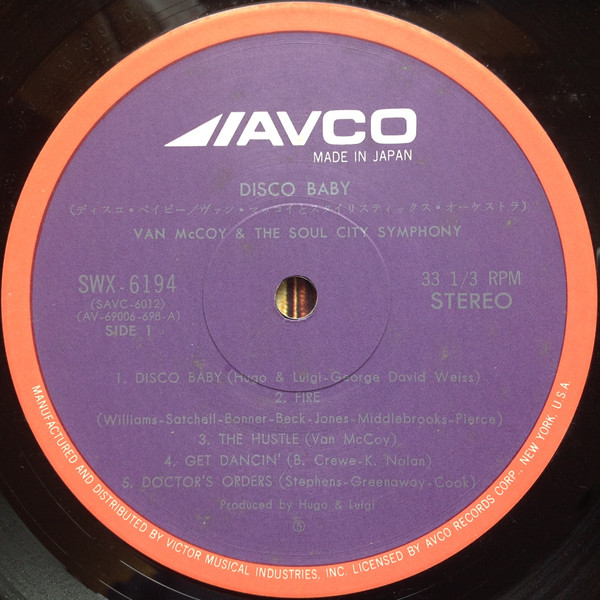 AVCO
MADE IN JAPAN
DISCO BABY
(ディスコ・ベイビー/ヴァン・マッコイとスタイリスティックス・オーケストラ)
VAN McCOY & THE SOUL CITY SYMPHONY
SWX-6194
(SAVC-6012)
(AV-69006-698-A)
SIDE 1
33 1/3 RPM
STEREO
1. DISCO BABY (Hugo & Luigi-George David Weiss)
2. FIRE
(Williams-Satchell-Bonner-Beck-Jones-Middlebrooks-Pierce)
3. THE HUSTLE (Van McCoy)
4. GET DANCIN' (B. Crewe-K. Nolan)
5. DOCTOR'S ORDERS (Stephens-Greenaway-Cook)
Produced by Hugo & Luigi
MANUFACTURED AND DISTRIBUTED BY VICTOR MUSICAL INDUSTRIES, INC. LICENSED BY AVCO RECORDS CORP., NEW YORK, U.S.A.